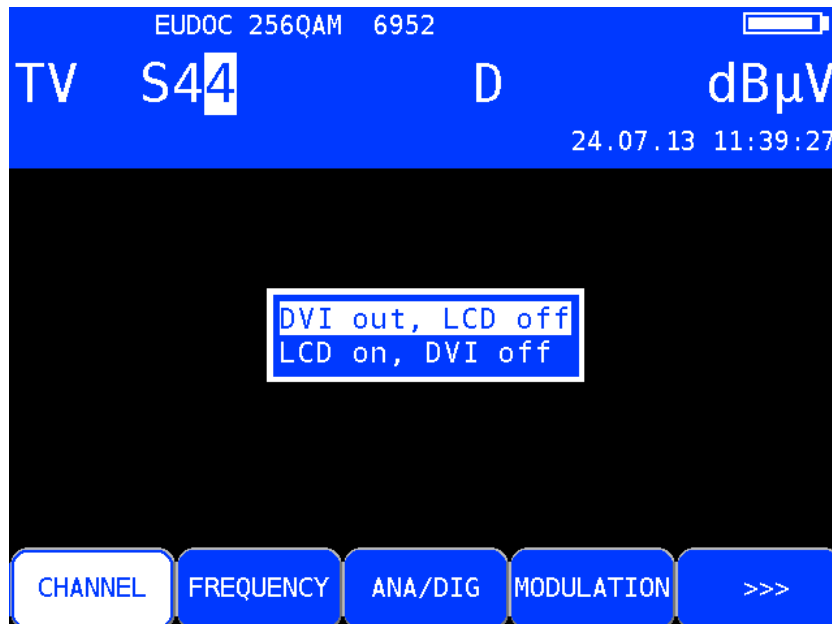 EUDOC 256QAM 6952
TV S44 D dBµV
24.07.13 11:39:27
DVI out, LCD off
LCD on, DVI off
CHANNEL FREQUENCY ANA/DIG MODULATION >>>